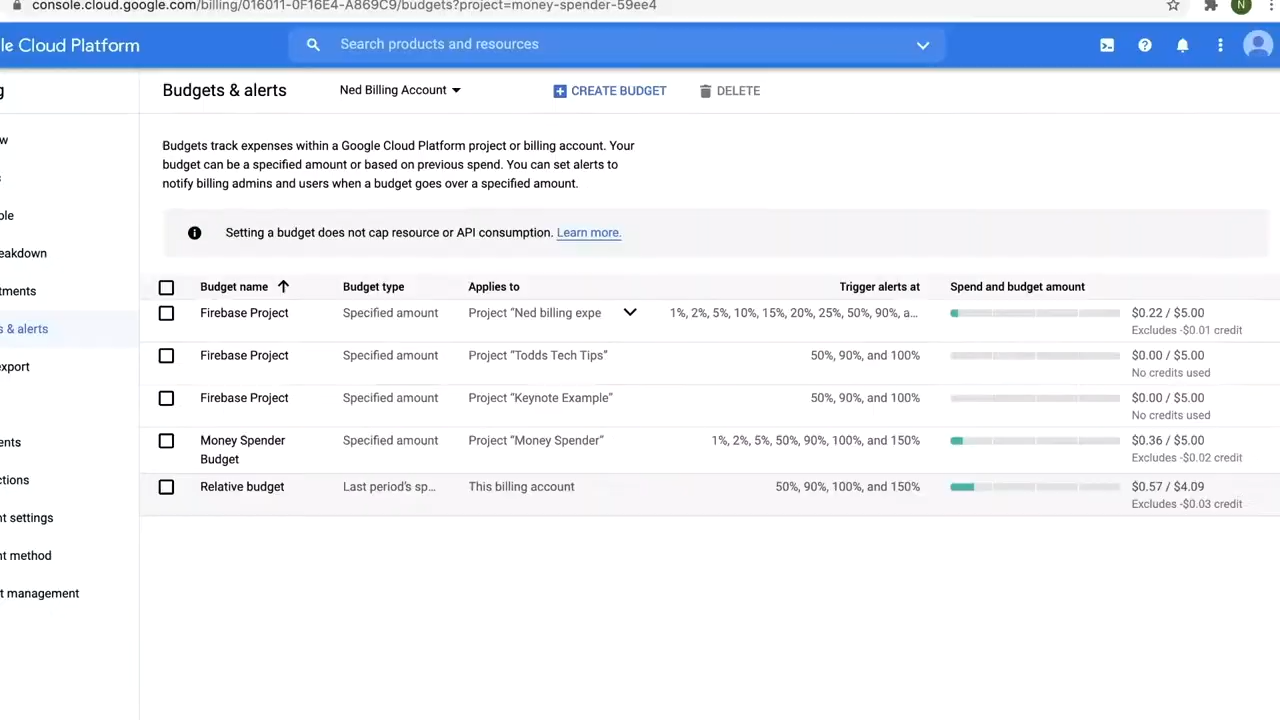 console.cloud.google.com/billing/016011-0F16E4-A869C9/budgets?project=money-spender-59ee4
N
le Cloud Platform
Search products and resources
g
Budgets & alerts
Ned Billing Account
CREATE BUDGET
DELETE
w
s
ple
eakdown
tments
s & alerts
export
ents
ctions
nt settings
nt method
t management
Budgets track expenses within a Google Cloud Platform project or billing account. Your
budget can be a specified amount or based on previous spend. You can set alerts to
notify billing admins and users when a budget goes over a specified amount.
Setting a budget does not cap resource or API consumption. Learn more.
Budget name Budget type Applies to Trigger alerts at Spend and budget amount
Firebase Project Specified amount Project “Ned billing expe 1%, 2%, 5%, 10%, 15%, 20%, 25%, 50%, 90%, a... $0.22 / $5.00
Excludes -$0.01 credit
Firebase Project Specified amount Project “Todds Tech Tips” 50%, 90%, and 100% $0.00 / $5.00
No credits used
Firebase Project Specified amount Project “Keynote Example” 50%, 90%, and 100% $0.00 / $5.00
No credits used
Money Spender Specified amount Project “Money Spender” 1%, 2%, 5%, 50%, 90%, 100%, and 150% $0.36 / $5.00
Budget Excludes -$0.02 credit
Relative budget Last period's sp... This billing account 50%, 90%, 100%, and 150% $0.57 / $4.09
Excludes -$0.03 credit